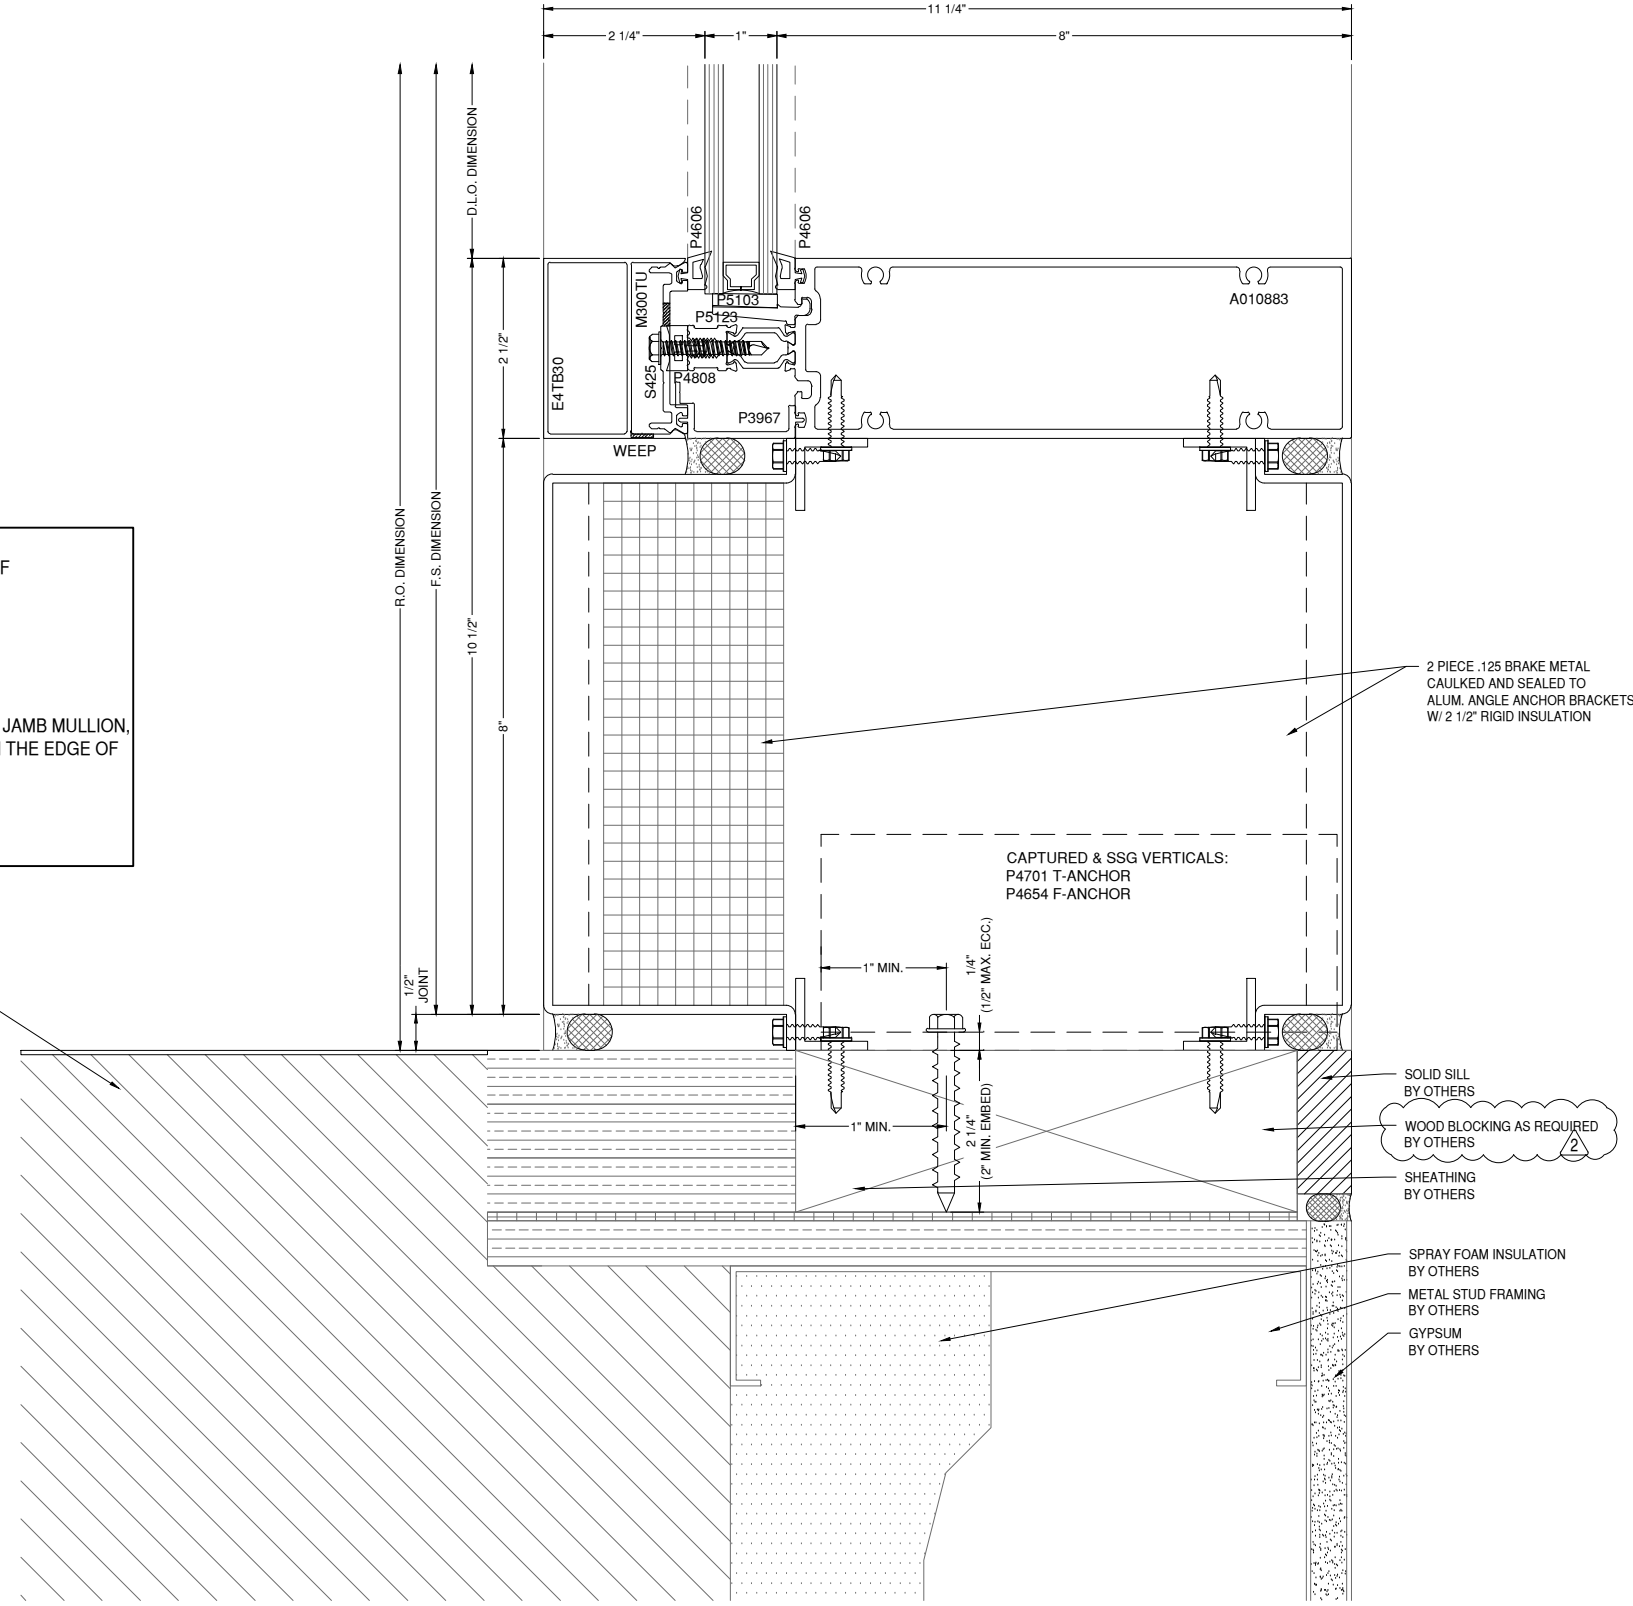 11 1/4"
2 1/4"
1"
8"
D.L.O. DIMENSION
P4606
P4606
M300TU
P5103
P5123
A010883
2 1/2"
E4TB30
S425
P4808
P3967
WEEP
R.O. DIMENSION
F.S. DIMENSION
10 1/2"
8"
F
JAMB MULLION,
THE EDGE OF
2 PIECE .125 BRAKE METAL
CAULKED AND SEALED TO
ALUM. ANGLE ANCHOR BRACKETS
W/ 2 1/2" RIGID INSULATION
CAPTURED & SSG VERTICALS:
P4701 T-ANCHOR
P4654 F-ANCHOR
1" MIN.
1/4"
(1/2" MAX. ECC.)
1/2"
JOINT
1" MIN.
2 1/4"
(2" MIN. EMBED)
SOLID SILL
BY OTHERS
WOOD BLOCKING AS REQUIRED
BY OTHERS
2
SHEATHING
BY OTHERS
SPRAY FOAM INSULATION
BY OTHERS
METAL STUD FRAMING
BY OTHERS
GYPSUM
BY OTHERS